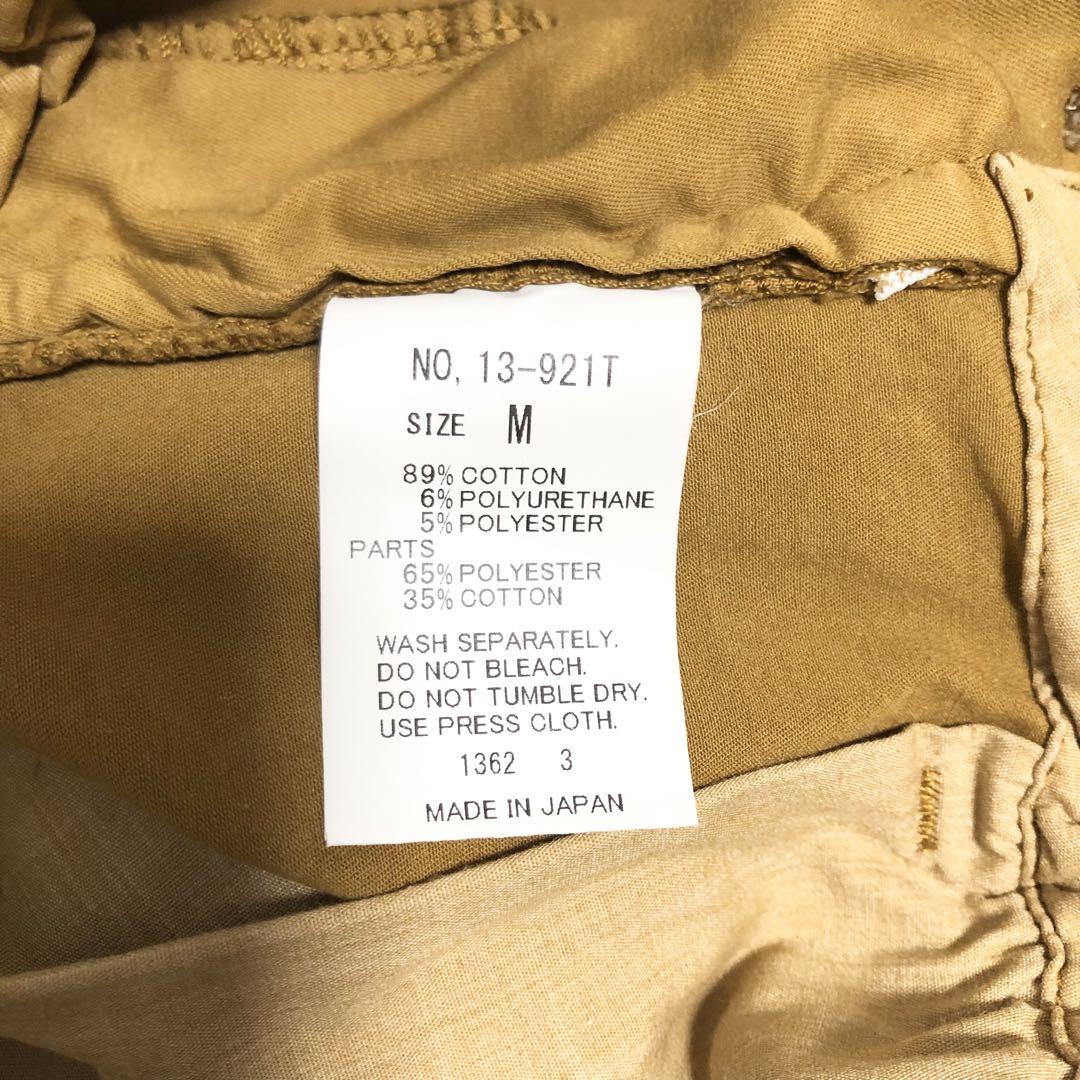 NO, 13-921T
SIZE M
89% COTTON
6% POLYURETHANE
5% POLYESTER
PARTS
65% POLYESTER
35% COTTON
WASH SEPARATELY.
DO NOT BLEACH.
DO NOT TUMBLE DRY.
USE PRESS CLOTH.
1362 3
MADE IN JAPAN